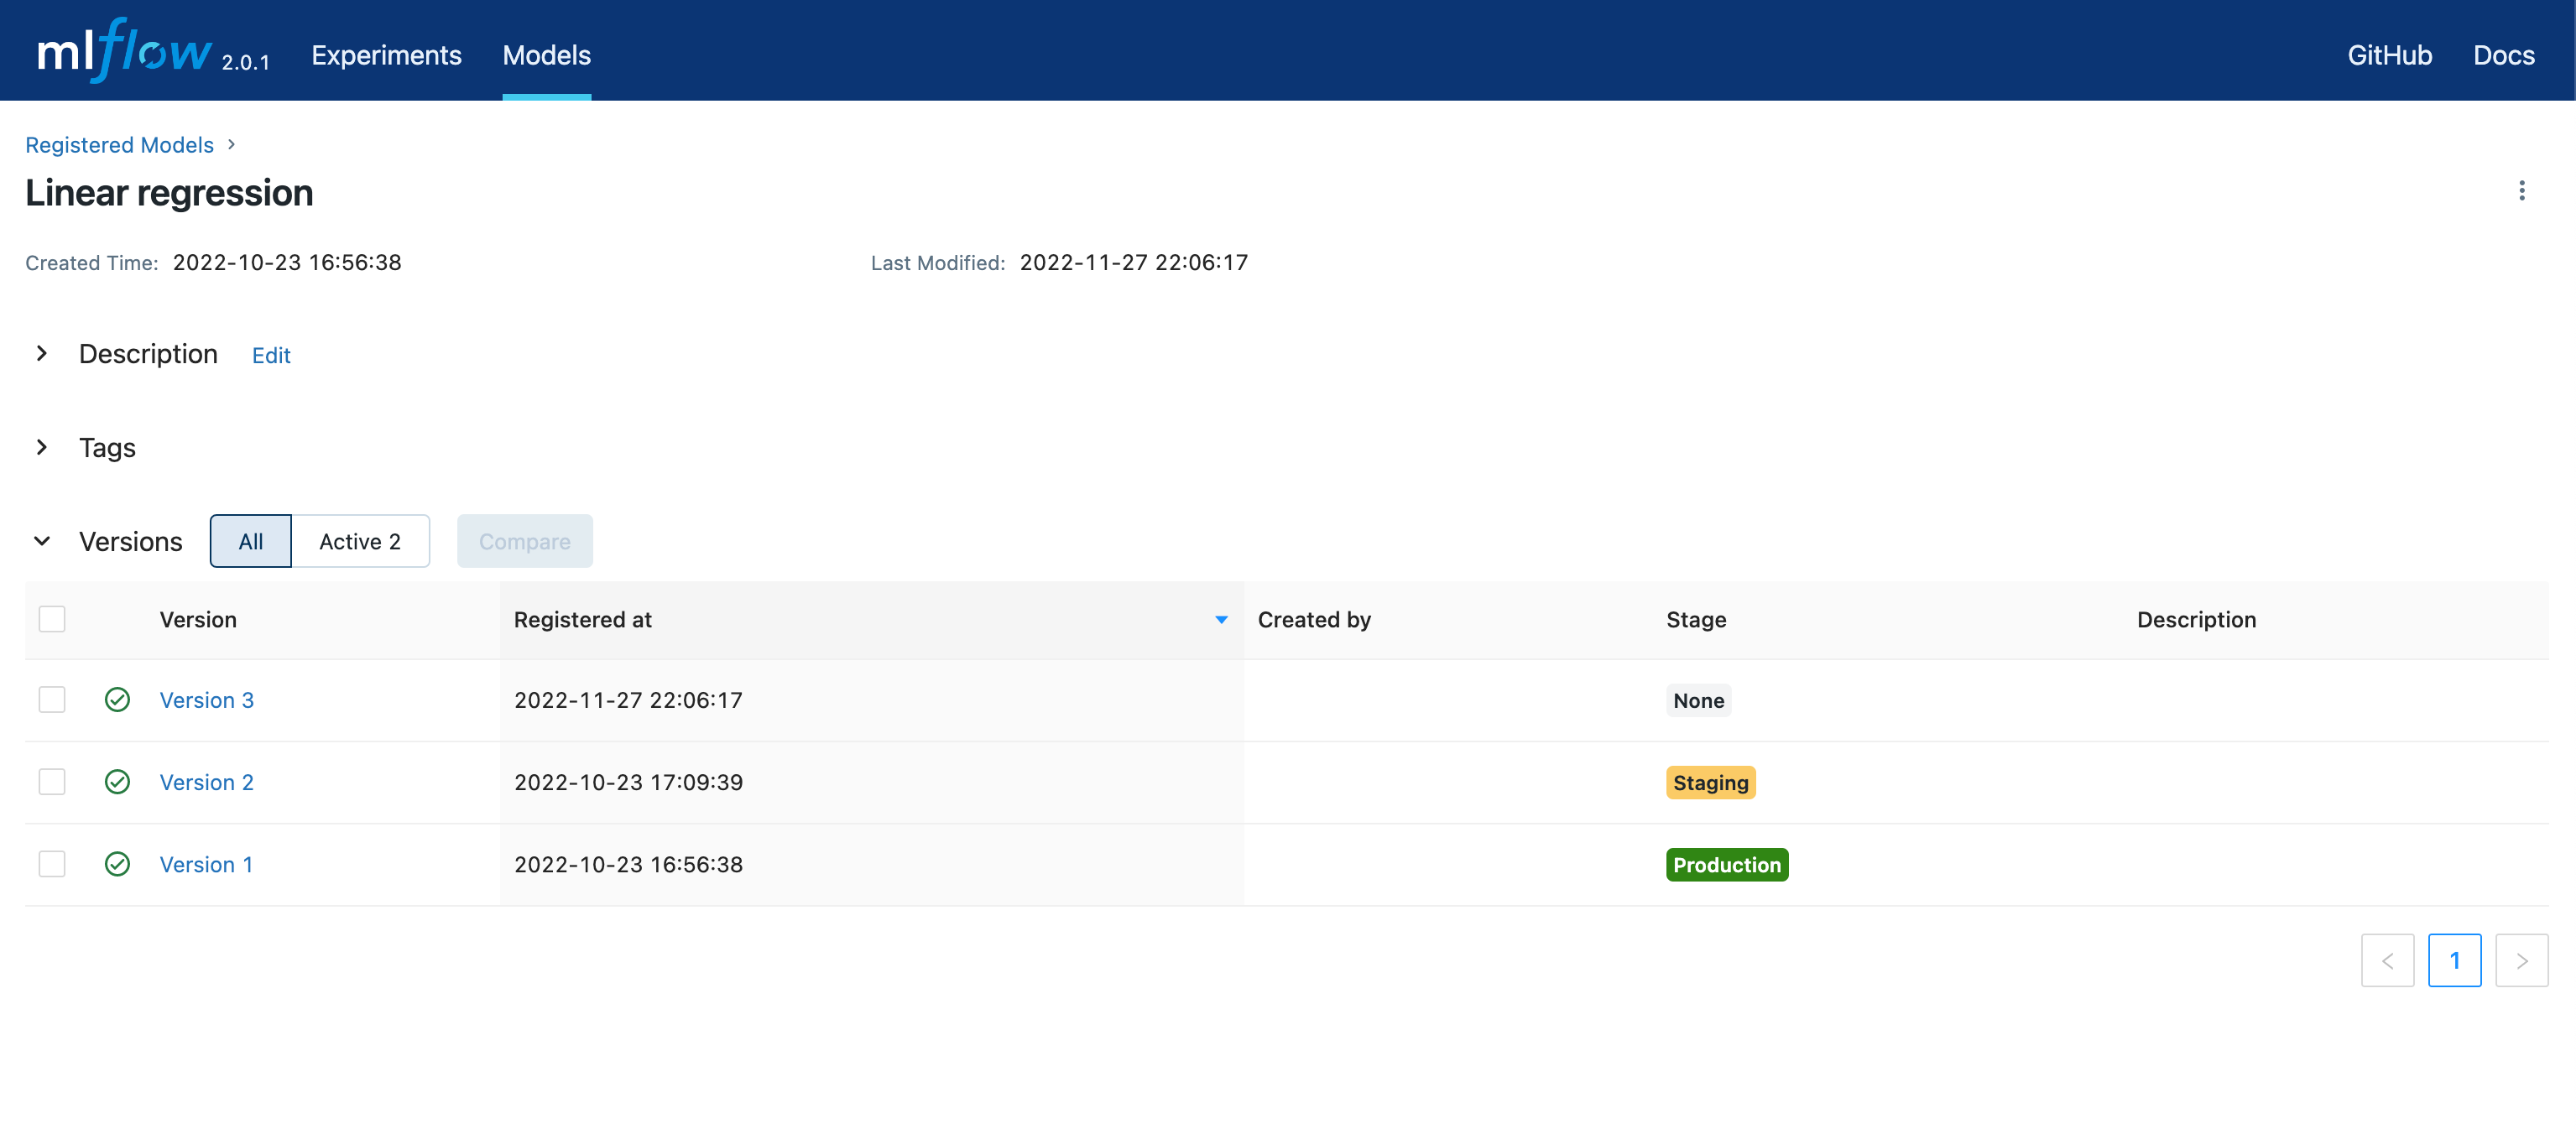 mlflow 2.0.1 Experiments Models GitHub Docs
Registered Models >
Linear regression
Created Time: 2022-10-23 16:56:38 Last Modified: 2022-11-27 22:06:17
Description Edit
Tags
Versions All Active 2 Compare
Version Registered at Created by Stage Description
Version 3 2022-11-27 22:06:17 None
Version 2 2022-10-23 17:09:39 Staging
Version 1 2022-10-23 16:56:38 Production
< 1 >